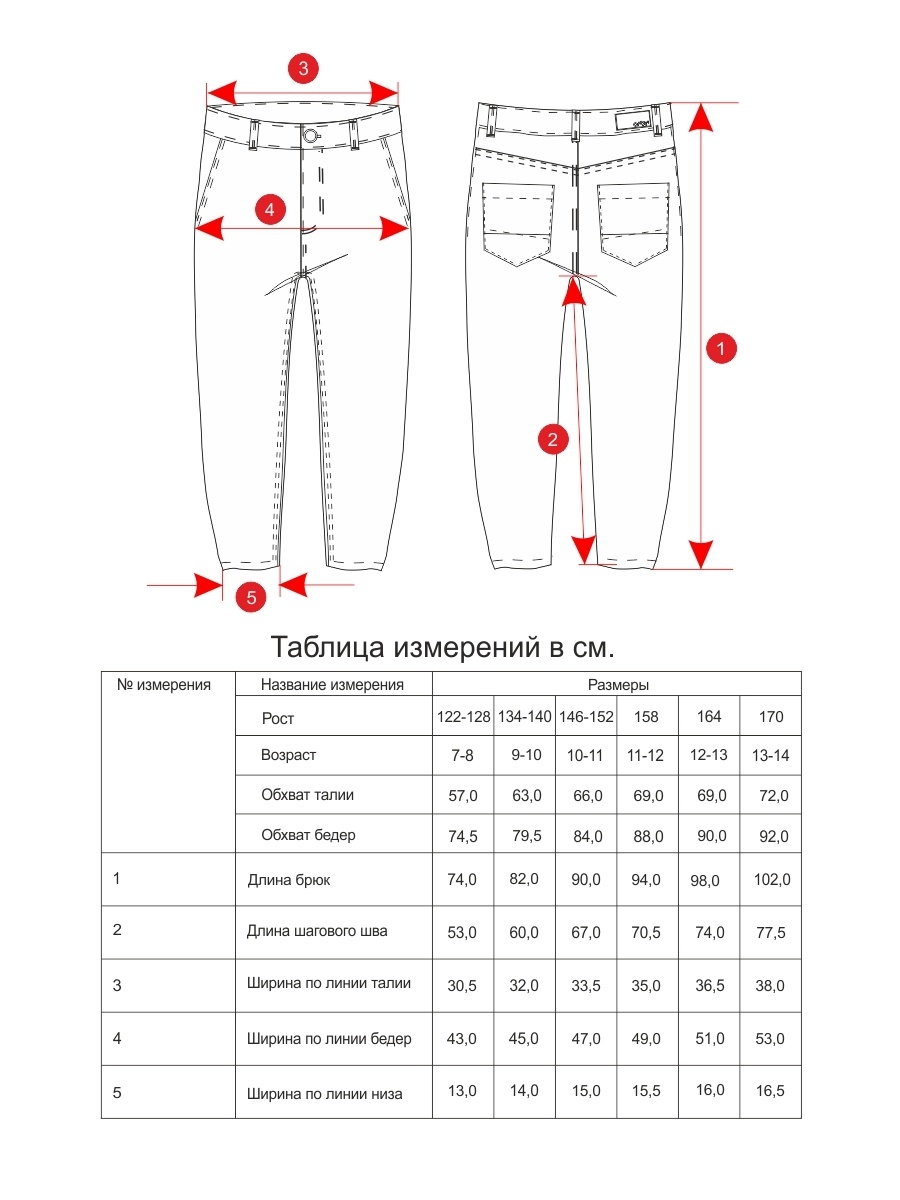 3
4
1
2
5
Таблица измерений в см.
№ измерения Название измерения Размеры
Рост 122-128 134-140 146-152 158 164 170
Возраст 7-8 9-10 10-11 11-12 12-13 13-14
Обхват талии 57,0 63,0 66,0 69,0 69,0 72,0
Обхват бедер 74,5 79,5 84,0 88,0 90,0 92,0
1 Длина брюк 74,0 82,0 90,0 94,0 98,0 102,0
2 Длина шагового шва 53,0 60,0 67,0 70,5 74,0 77,5
3 Ширина по линии талии 30,5 32,0 33,5 35,0 36,5 38,0
4 Ширина по линии бедер 43,0 45,0 47,0 49,0 51,0 53,0
5 Ширина по линии низа 13,0 14,0 15,0 15,5 16,0 16,5